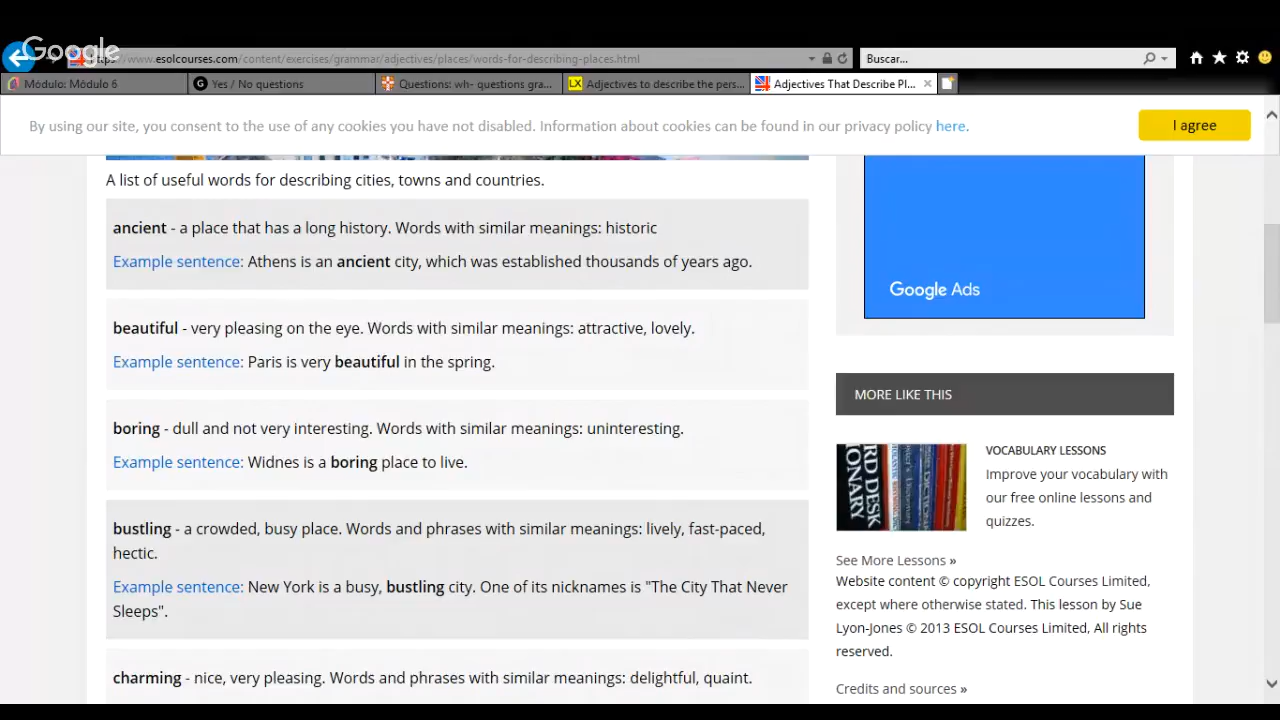 Google
www.esolcourses.com/content/exercises/grammar/adjectives/places/words-for-describing-places.html
Buscar...
Módulo: Módulo 6
Yes / No questions
Questions: wh- questions gra...
Adjectives to describe the pers...
Adjectives That Describe Pl...
By using our site, you consent to the use of any cookies you have not disabled. Information about cookies can be found in our privacy policy here.
I agree
A list of useful words for describing cities, towns and countries.
ancient - a place that has a long history. Words with similar meanings: historic
Example sentence: Athens is an ancient city, which was established thousands of years ago.
beautiful - very pleasing on the eye. Words with similar meanings: attractive, lovely.
Example sentence: Paris is very beautiful in the spring.
boring - dull and not very interesting. Words with similar meanings: uninteresting.
Example sentence: Widnes is a boring place to live.
bustling - a crowded, busy place. Words and phrases with similar meanings: lively, fast-paced,
hectic.
Example sentence: New York is a busy, bustling city. One of its nicknames is "The City That Never
Sleeps".
charming - nice, very pleasing. Words and phrases with similar meanings: delightful, quaint.
Google Ads
MORE LIKE THIS
VOCABULARY LESSONS
Improve your vocabulary with
our free online lessons and
quizzes.
See More Lessons »
Website content © copyright ESOL Courses Limited,
except where otherwise stated. This lesson by Sue
Lyon-Jones © 2013 ESOL Courses Limited, All rights
reserved.
Credits and sources »